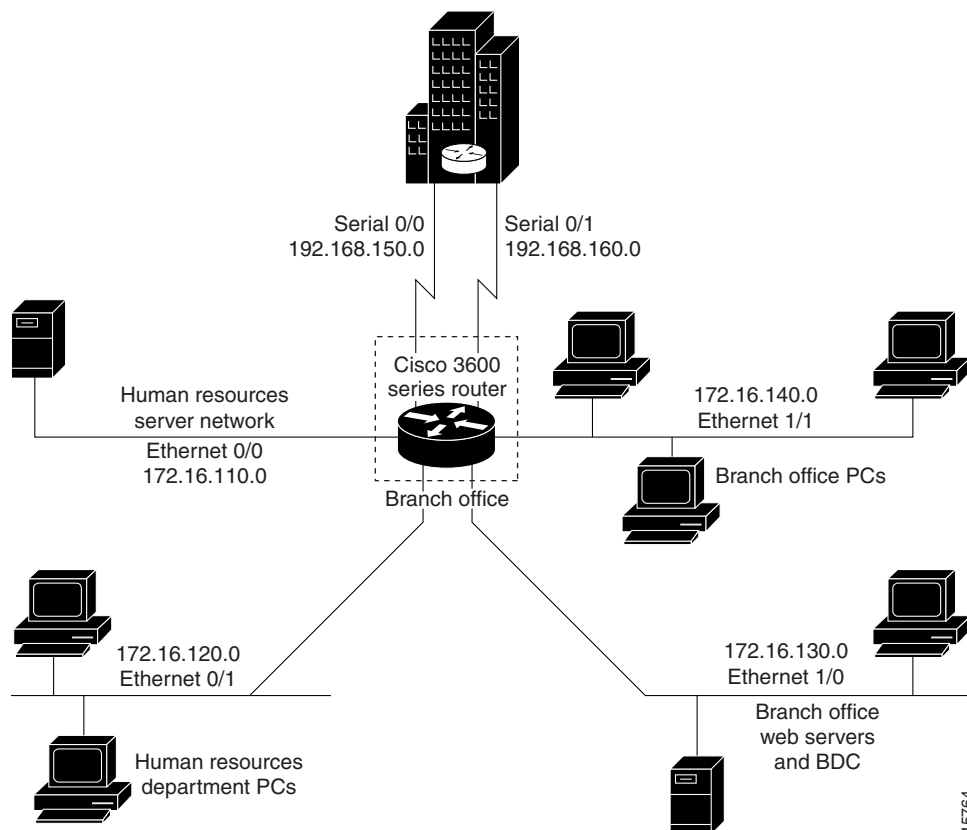 Serial 0/0
192.168.150.0
Serial 0/1
192.168.160.0
Cisco 3600
series router
Human resources
server network
Ethernet 0/0
172.16.110.0
172.16.140.0
Ethernet 1/1
Branch office PCs
Branch office
172.16.120.0
Ethernet 0/1
172.16.130.0
Ethernet 1/0
Human resources
department PCs
Branch office
web servers
and BDC